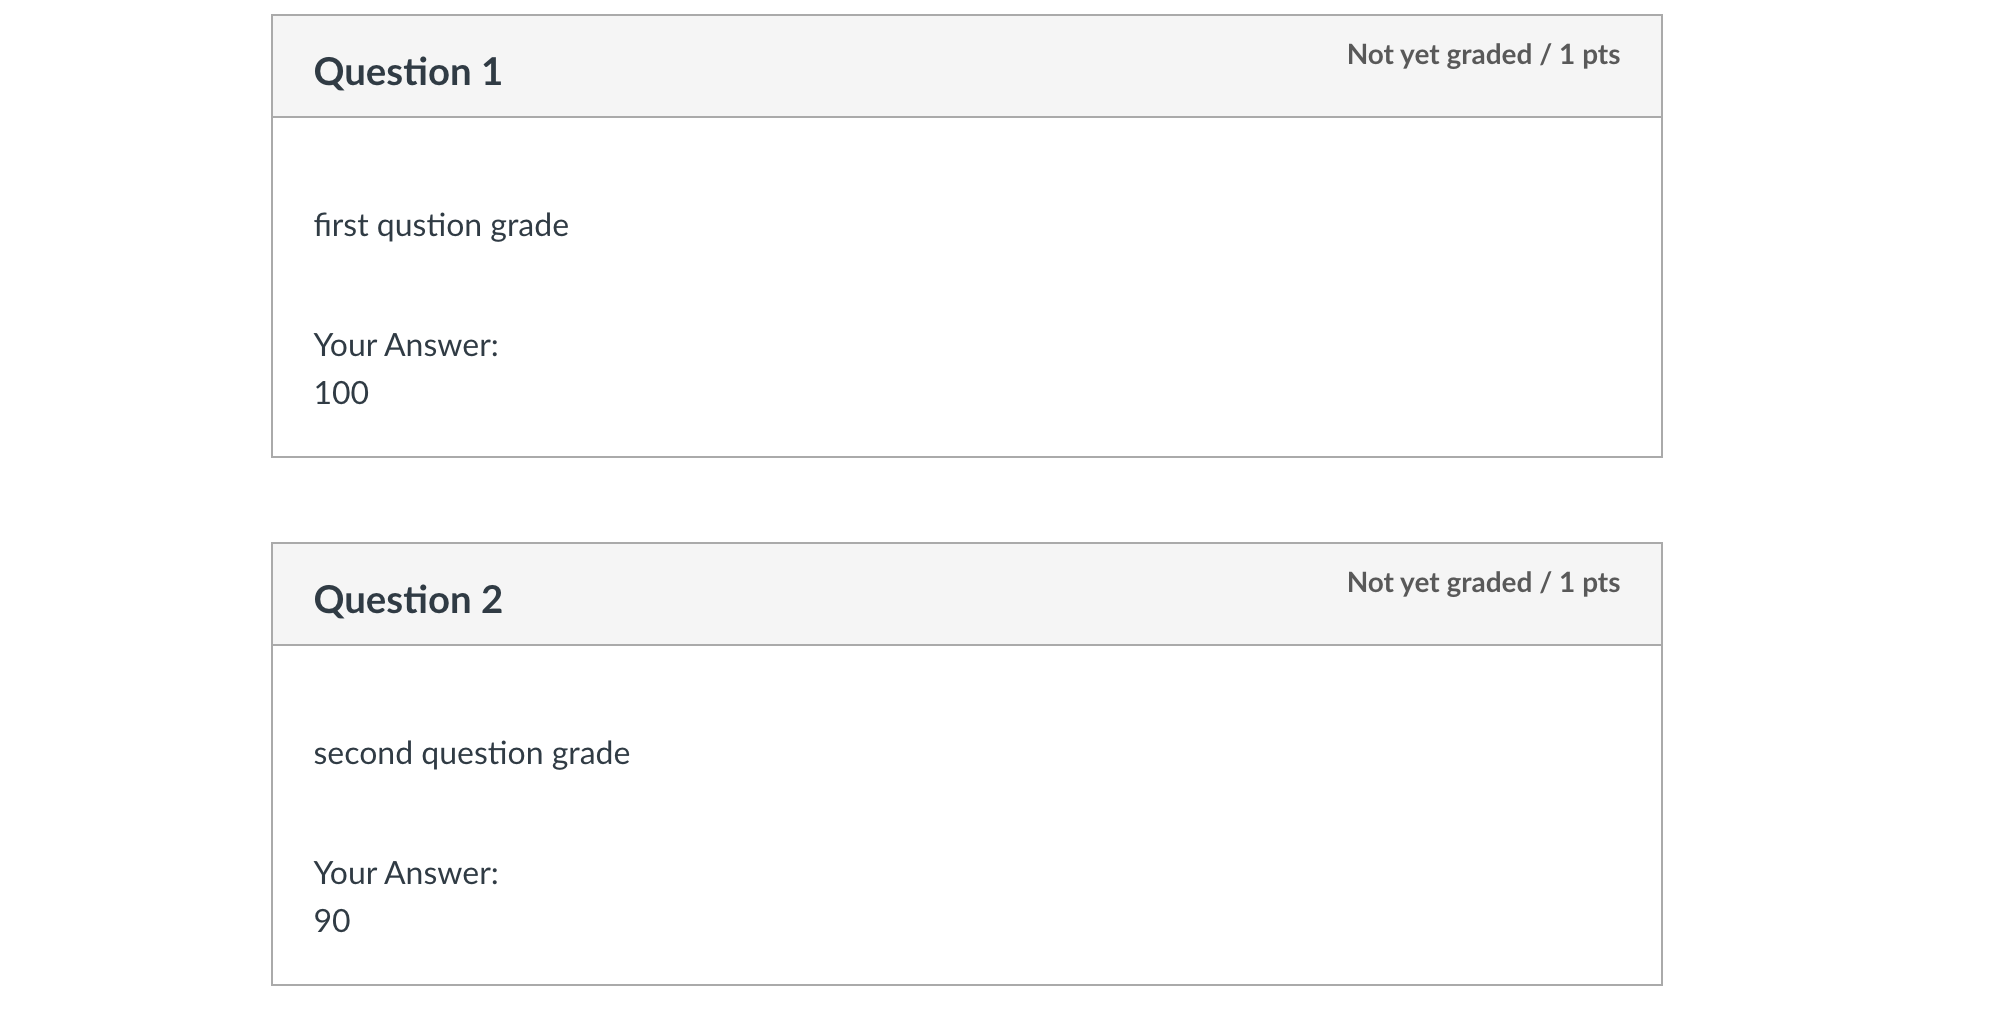 Question 1
Not yet graded / 1 pts
first qustion grade
Your Answer:
100
Question 2
Not yet graded / 1 pts
second question grade
Your Answer:
90